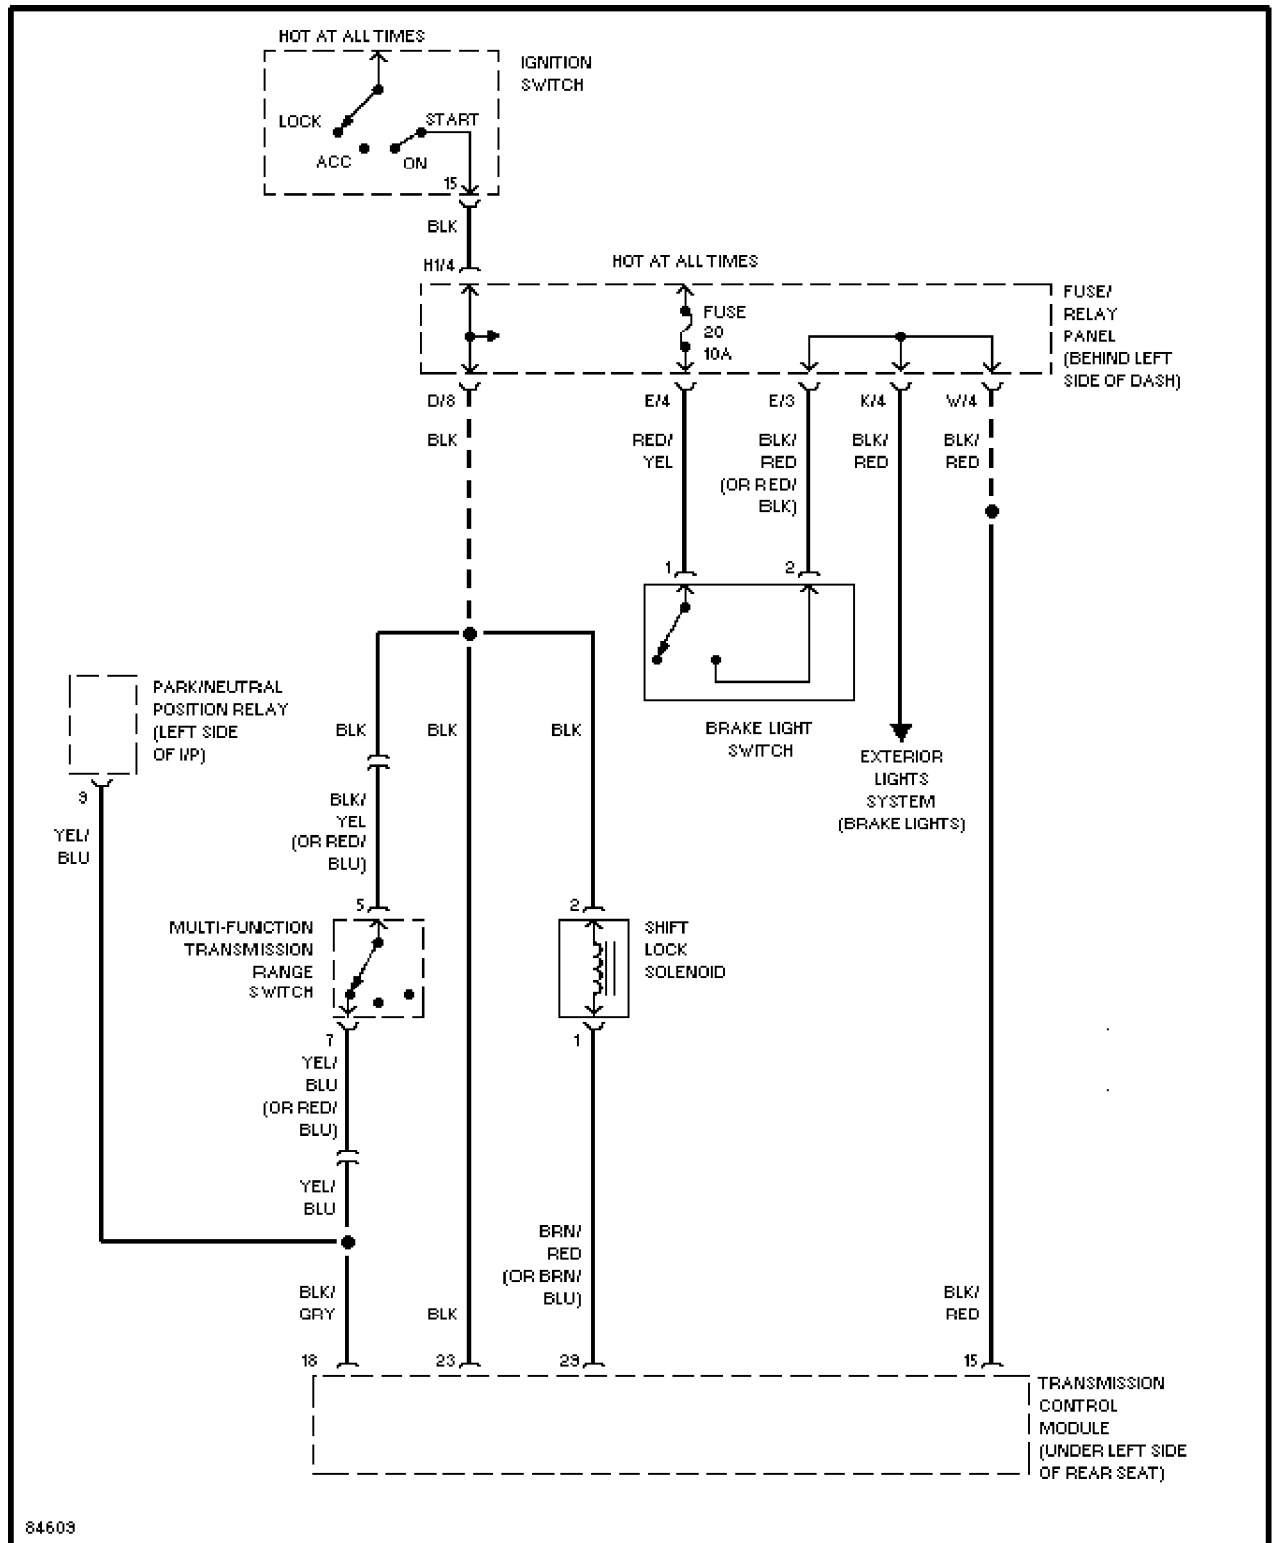 HOT AT ALL TIMES
IGNITION
SWITCH
LOCK
START
ACC
ON
15
BLK
H1/4
HOT AT ALL TIMES
FUSE/
RELAY
PANEL
(BEHIND LEFT
SIDE OF DASH)
FUSE
20
10A
D/8
E/4
E/3
K/4
W/4
BLK
RED/
YEL
BLK/
RED
(OR RED/
BLK)
BLK/
RED
BLK/
RED
1
2
BRAKE LIGHT
SWITCH
EXTERIOR
LIGHTS
SYSTEM
(BRAKE LIGHTS)
PARK/NEUTRAL
POSITION RELAY
(LEFT SIDE
OF I/P)
9
YEL/
BLU
BLK
BLK
BLK
BLK/
YEL
(OR RED/
BLU)
5
2
MULTI-FUNCTION
TRANSMISSION
RANGE
SWITCH
SHIFT
LOCK
SOLENOID
7
1
YEL/
BLU
(OR RED/
BLU)
YEL/
BLU
BRN/
RED
(OR BRN/
BLU)
BLK/
GRY
BLK
BLK/
RED
18
23
29
15
TRANSMISSION
CONTROL
MODULE
(UNDER LEFT SIDE
OF REAR SEAT)
84609